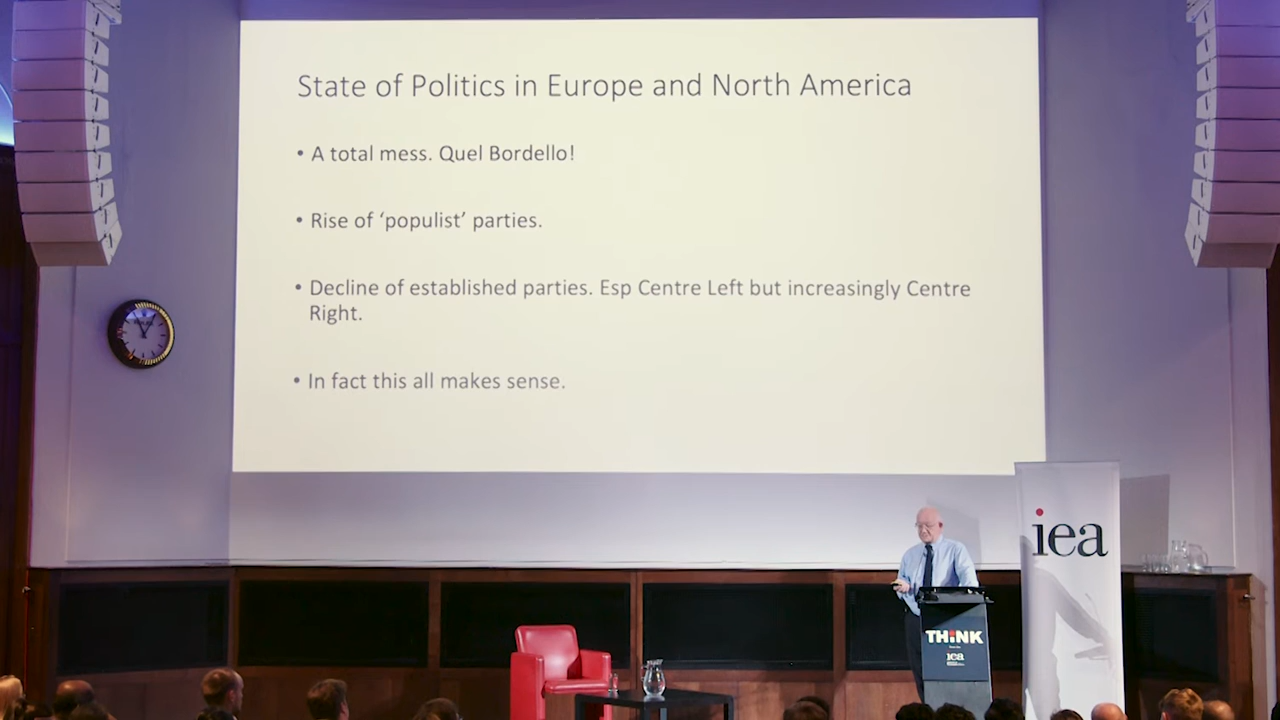 State of Politics in Europe and North America
• A total mess. Quel Bordello!
• Rise of ‘populist’ parties.
• Decline of established parties. Esp Centre Left but increasingly Centre
Right.
• In fact this all makes sense.
iea
THiNK
iea